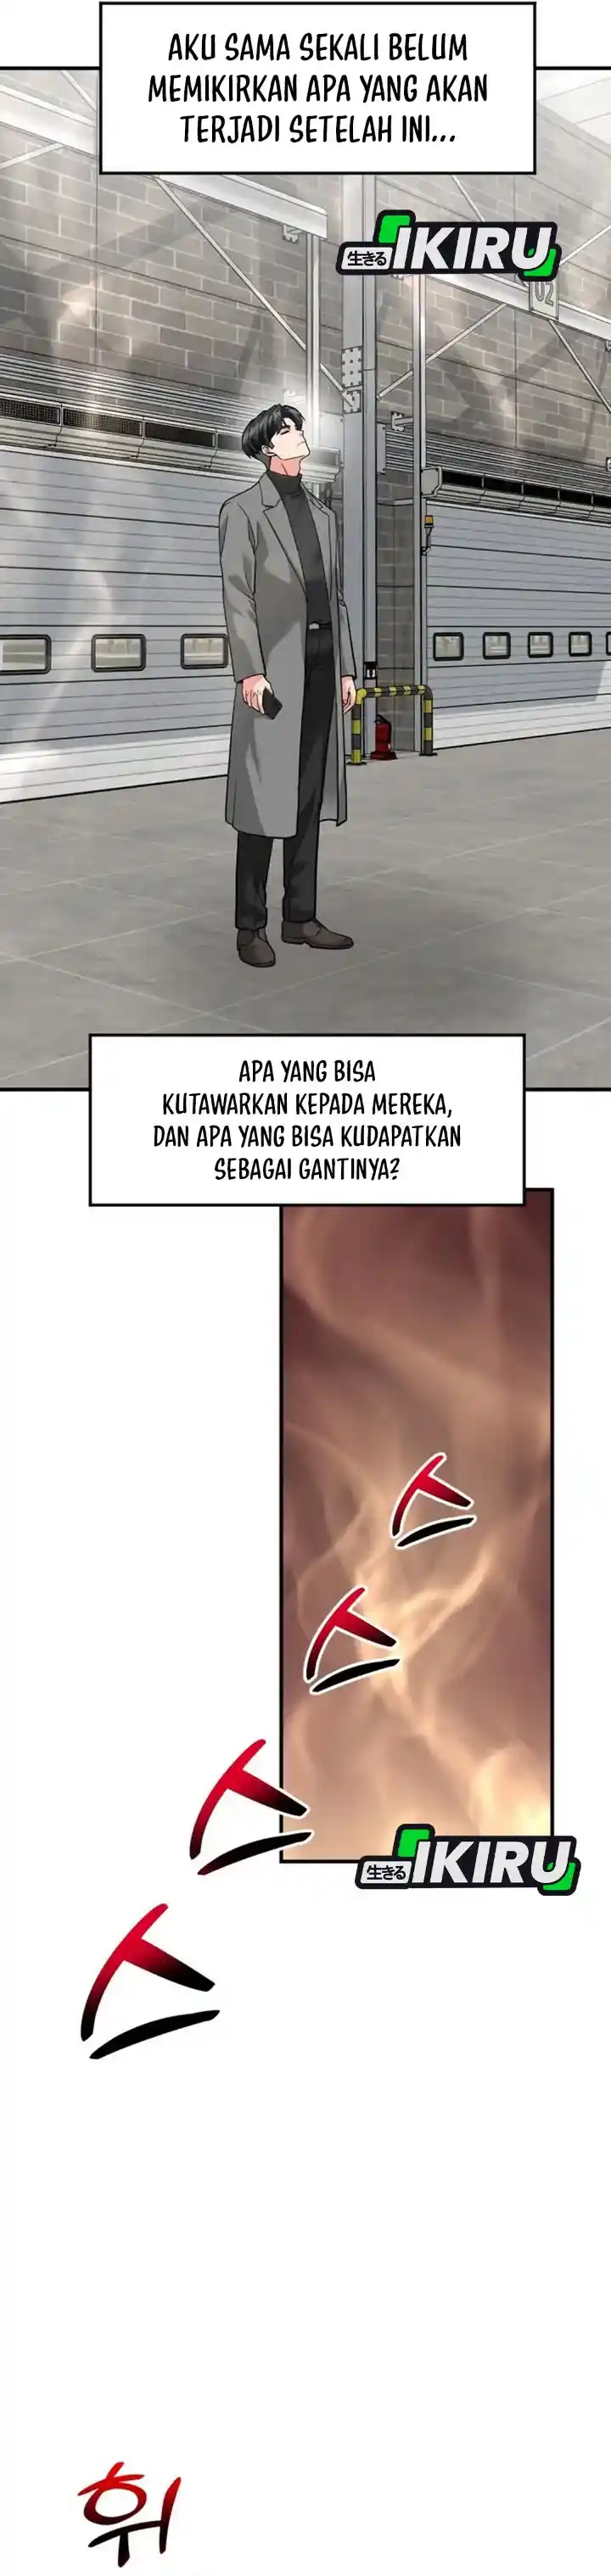 AKU SAMA SEKALI BELUM
MEMIKIRKAN APA YANG AKAN
TERJADI SETELAH INI...
生きる IKIRU
02
APA YANG BISA
KUTAWARKAN KEPADA MEREKA,
DAN APA YANG BISA KUDAPATKAN
SEBAGAI GANTINYA?
스
스
스
생きる IKIRU
스
휘